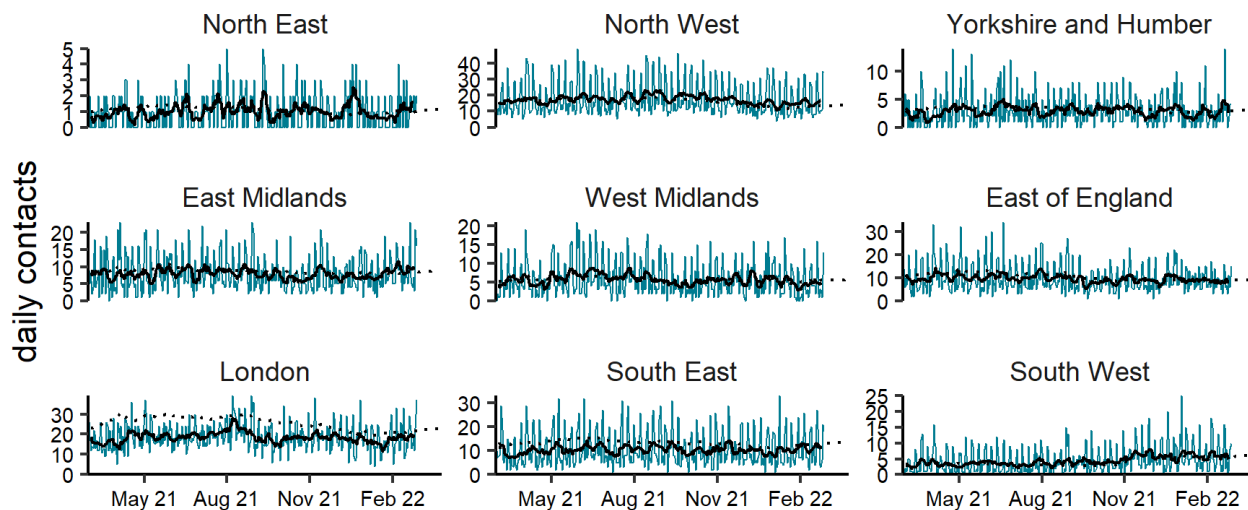 North East
North West
Yorkshire and Humber
5
4
3
2
1
0
40
30
20
10
0
10
5
0
daily contacts
East Midlands
West Midlands
East of England
20
15
10
5
0
20
15
10
5
0
30
20
10
0
London
South East
South West
30
20
10
0
30
20
10
0
25
20
15
10
5
0
May 21
Aug 21
Nov 21
Feb 22
May 21
Aug 21
Nov 21
Feb 22
May 21
Aug 21
Nov 21
Feb 22